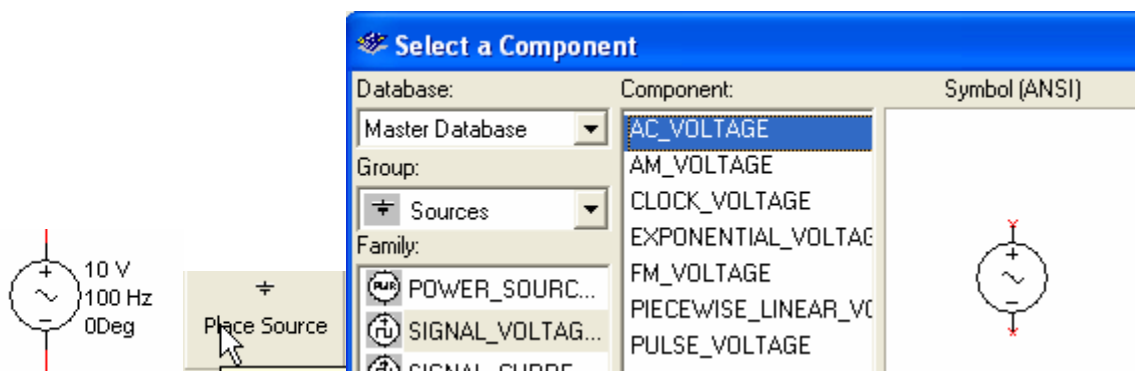 10 V
100 Hz
0Deg
Place Source
Select a Component
Database:
Master Database
Group:
Sources
Family:
POWER_SOURC...
SIGNAL_VOLTAG...
Component:
AC_VOLTAGE
AM_VOLTAGE
CLOCK_VOLTAGE
EXPONENTIAL_VOLTAG
FM_VOLTAGE
PIECEWISE_LINEAR_VO
PULSE_VOLTAGE
Symbol (ANSI)